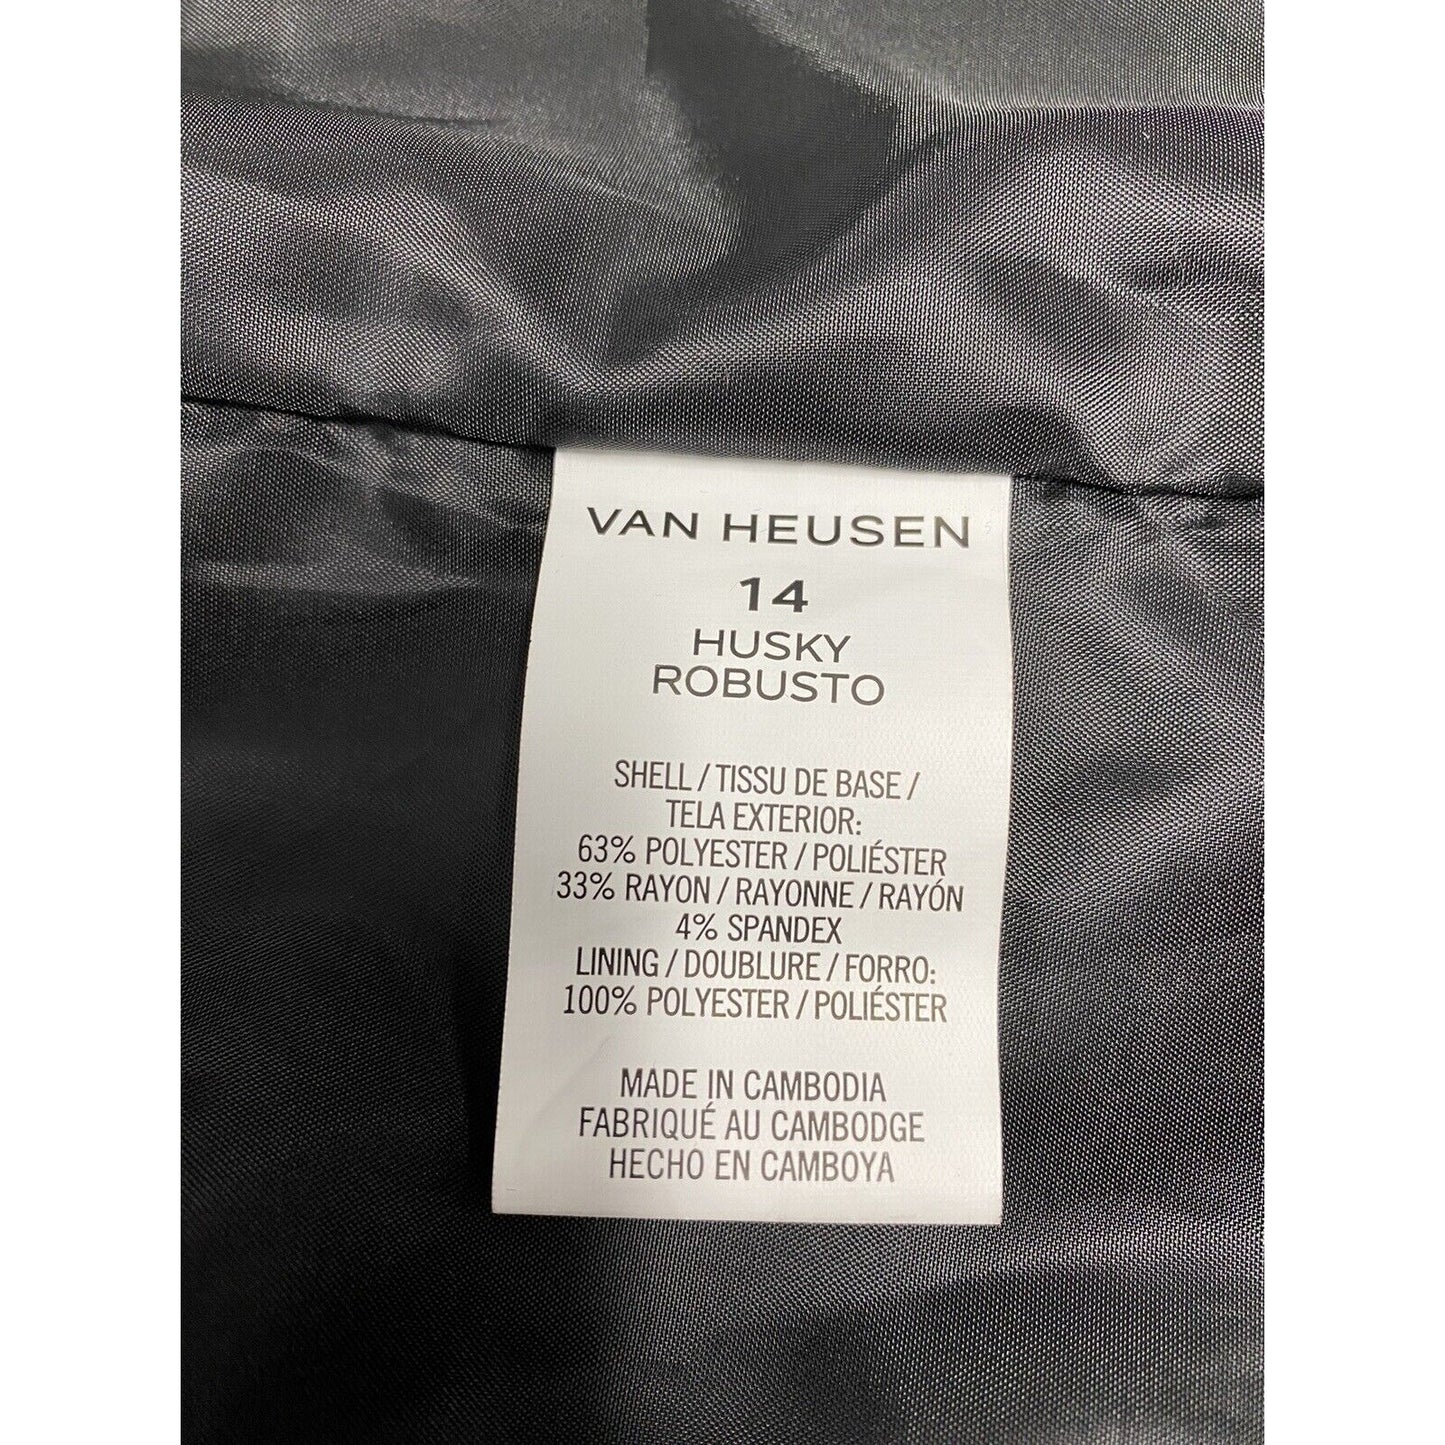 VAN HEUSEN
14
HUSKY
ROBUSTO
SHELL / TISSU DE BASE /
TELA EXTERIOR:
63% POLYESTER / POLIÉSTER
33% RAYON / RAYONNE / RAYÓN
4% SPANDEX
LINING / DOUBLURE / FORRO:
100% POLYESTER / POLIÉSTER
MADE IN CAMBODIA
FABRIQUÉ AU CAMBODGE
HECHO EN CAMBOYA